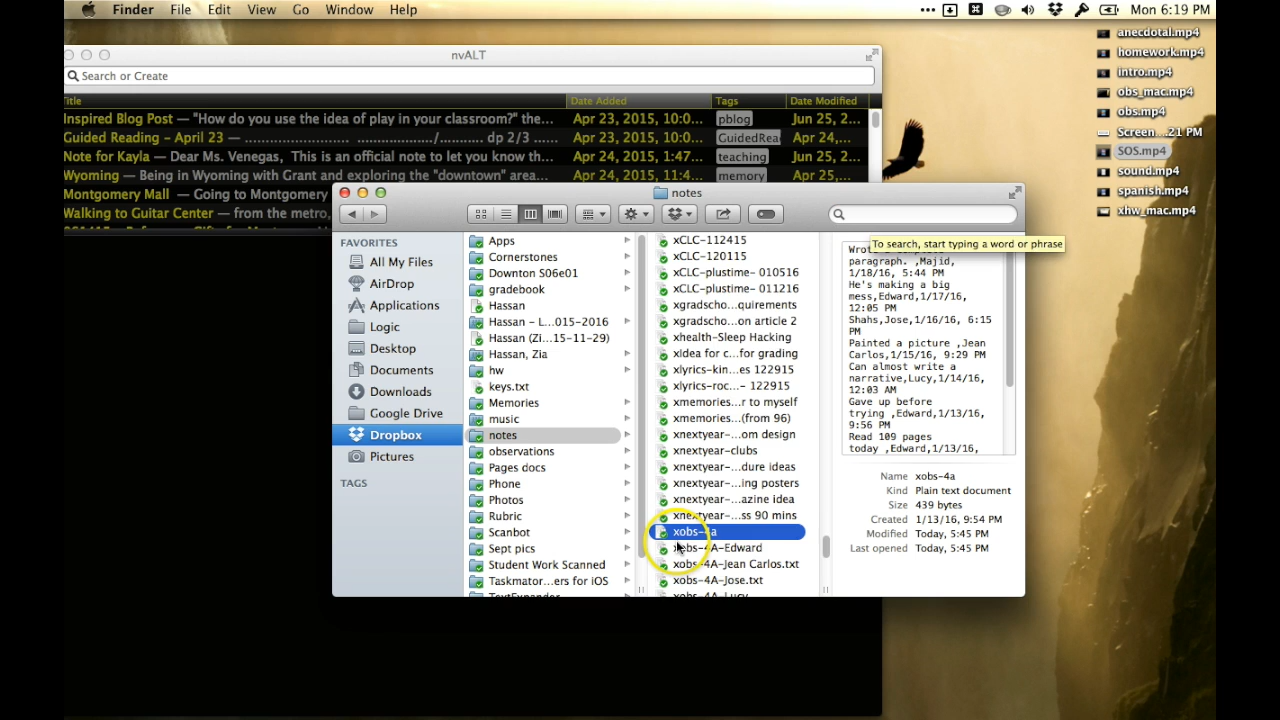 Finder File Edit View Go Window Help
Mon 6:19 PM
anecdotal.mp4
homework.mp4
intro.mp4
obs_mac.mp4
obs.mp4
Screen...21 PM
SOS.mp4
sound.mp4
spanish.mp4
xhw_mac.mp4
nvALT
Search or Create
Title Date Added Tags Date Modified
Inspired Blog Post — "How do you use the idea of play in your classroom?" the... Apr 23, 2015, 10:0... pblog Jun 25, 2...
Guided Reading – April 23 — Apr 23, 2015, 10:0... GuidedRea Apr 24,...
Note for Kayla — Dear Ms. Venegas, This is an official note to let you know th... Apr 24, 2015, 1:47... teaching Jun 25, 2...
Wyoming — Being in Wyoming with Grant and exploring the "downtown" area... Apr 24, 2015, 11:4... memory Apr 25,...
Montgomery Mall — Going to Montgomery
Walking to Guitar Center — from the metro,
notes
To search, start typing a word or phrase
FAVORITES
All My Files
AirDrop
Applications
Logic
Desktop
Documents
Downloads
Google Drive
Dropbox
Pictures
TAGS
Apps
Cornerstones
Downton S06e01
gradebook
Hassan
Hassan – L...015-2016
Hassan (Zi...15-11-29)
Hassan, Zia
hw
keys.txt
Memories
music
notes
observations
Pages docs
Phone
Photos
Rubric
Scanbot
Sept pics
Student Work Scanned
Taskmator...ers for iOS
TextExpander
xCLC-112415
xCLC-120115
xCLC-plustime- 010516
xCLC-plustime- 011216
xgradscho...quirements
xgradscho...on article 2
xhealth-Sleep Hacking
xIdea for c...for grading
xlyrics-kin...es 122915
xlyrics-roc...- 122915
xmemories...r to myself
xmemories...(from 96)
xnextyear-...om design
xnextyear-clubs
xnextyear-...dure ideas
xnextyear-...ing posters
xnextyear-...azine idea
xnextyear-...ss 90 mins
xobs-4a
xobs-4A-Edward
xobs-4A-Jean Carlos.txt
xobs-4A-Jose.txt
xobs-4A-Lucy
Wrot
paragraph. ,Majid,
1/18/16, 5:44 PM
He's making a big
mess,Edward,1/17/16,
12:05 PM
Shahs,Jose,1/16/16, 6:15
PM
Painted a picture ,Jean
Carlos,1/15/16, 9:29 PM
Can almost write a
narrative,Lucy,1/14/16,
12:03 AM
Gave up before
trying ,Edward,1/13/16,
9:56 PM
Read 109 pages
today ,Edward,1/13/16,
Name xobs-4a
Kind Plain text document
Size 439 bytes
Created 1/13/16, 9:54 PM
Modified Today, 5:45 PM
Last opened Today, 5:45 PM